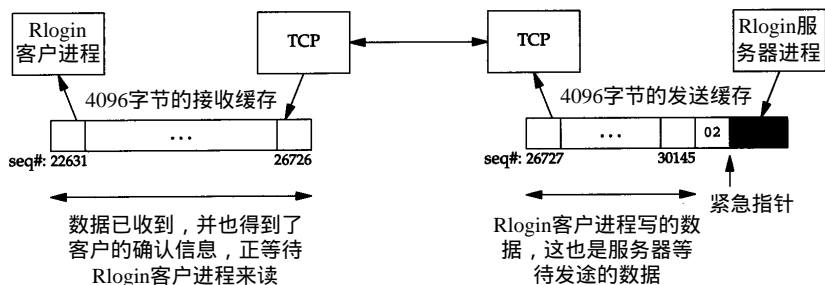 Rlogin
客户进程
TCP
TCP
Rlogin服
务器进程
4096字节的接收缓存
4096字节的发送缓存
...
...
02
seq#: 22631
26726
seq#: 26727
30145
紧急指针
数据已收到，并也得到了
客户的确认信息，正等待
Rlogin客户进程来读
Rlogin客户进程写的数
据，这也是服务器等
待发途的数据